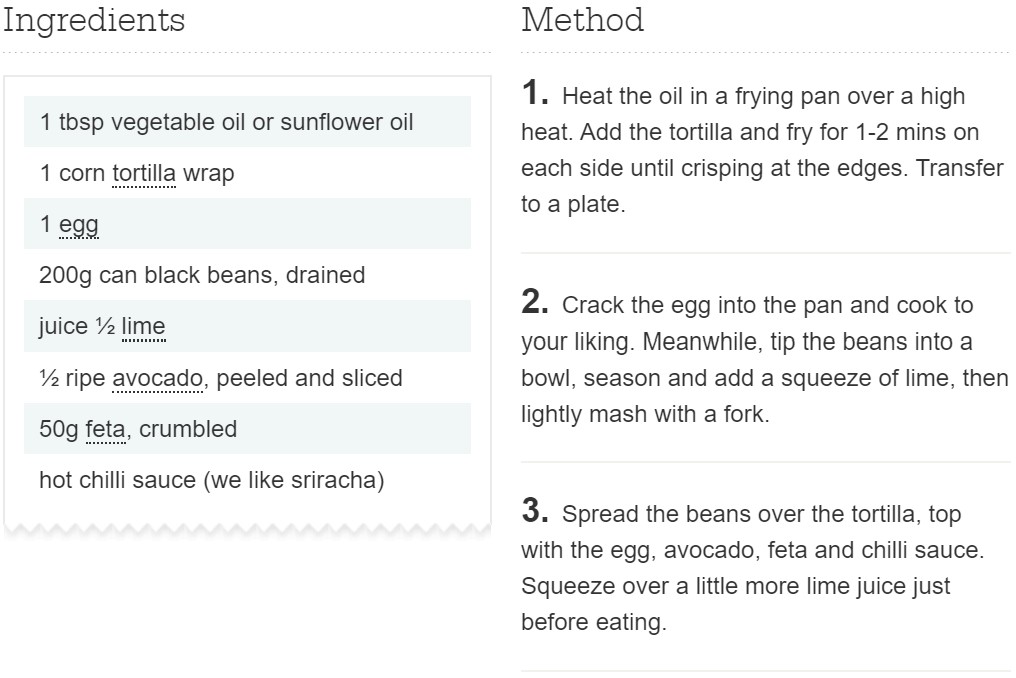 Ingredients
1 tbsp vegetable oil or sunflower oil
1 corn tortilla wrap
1 egg
200g can black beans, drained
juice ½ lime
½ ripe avocado, peeled and sliced
50g feta, crumbled
hot chilli sauce (we like sriracha)
Method
1. Heat the oil in a frying pan over a high
heat. Add the tortilla and fry for 1-2 mins on
each side until crisping at the edges. Transfer
to a plate.
2. Crack the egg into the pan and cook to
your liking. Meanwhile, tip the beans into a
bowl, season and add a squeeze of lime, then
lightly mash with a fork.
3. Spread the beans over the tortilla, top
with the egg, avocado, feta and chilli sauce.
Squeeze over a little more lime juice just
before eating.